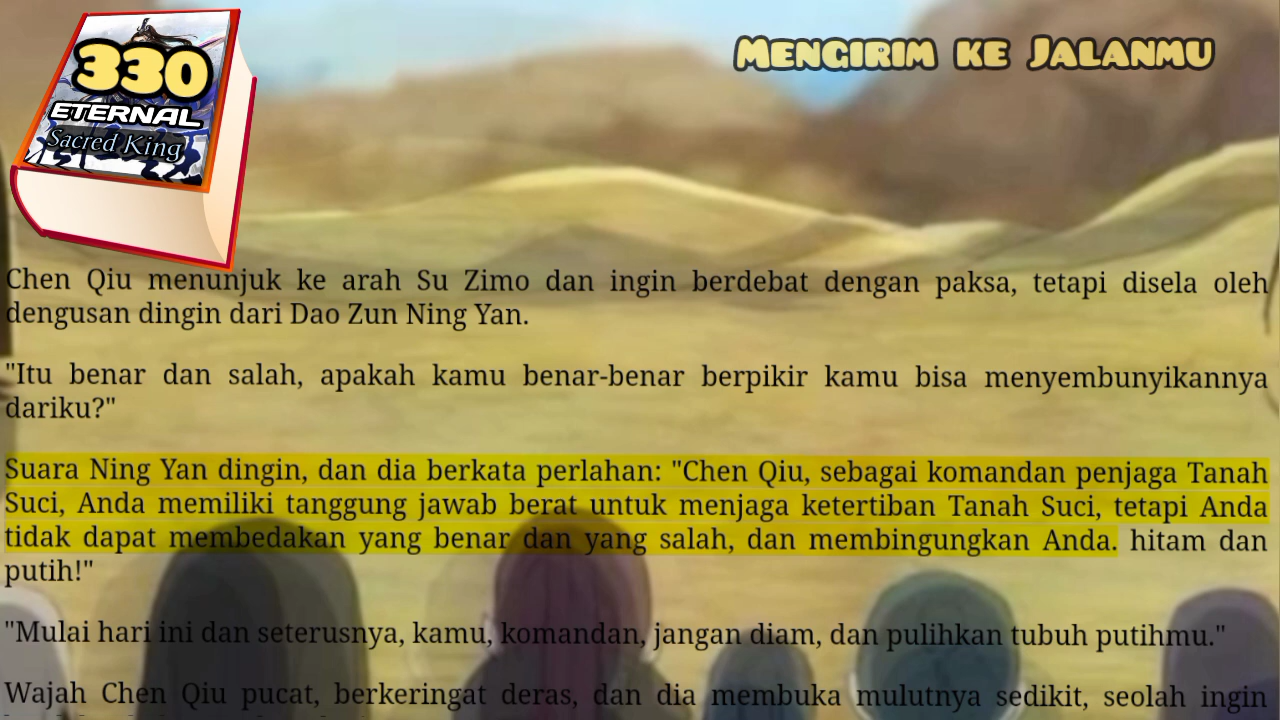 330
ETERNAL
Sacred King
Mengirim ke Jalanmu
Chen Qiu menunjuk ke arah Su Zimo dan ingin berdebat dengan paksa, tetapi disela oleh
dengusan dingin dari Dao Zun Ning Yan.
"Itu benar dan salah, apakah kamu benar-benar berpikir kamu bisa menyembunyikannya
dariku?"
Suara Ning Yan dingin, dan dia berkata perlahan: "Chen Qiu, sebagai komandan penjaga Tanah
Suci, Anda memiliki tanggung jawab berat untuk menjaga ketertiban Tanah Suci, tetapi Anda
tidak dapat membedakan yang benar dan yang salah, dan membingungkan Anda. hitam dan
putih!"
"Mulai hari ini dan seterusnya, kamu, komandan, jangan diam, dan pulihkan tubuh putihmu."
Wajah Chen Qiu pucat, berkeringat deras, dan dia membuka mulutnya sedikit, seolah ingin